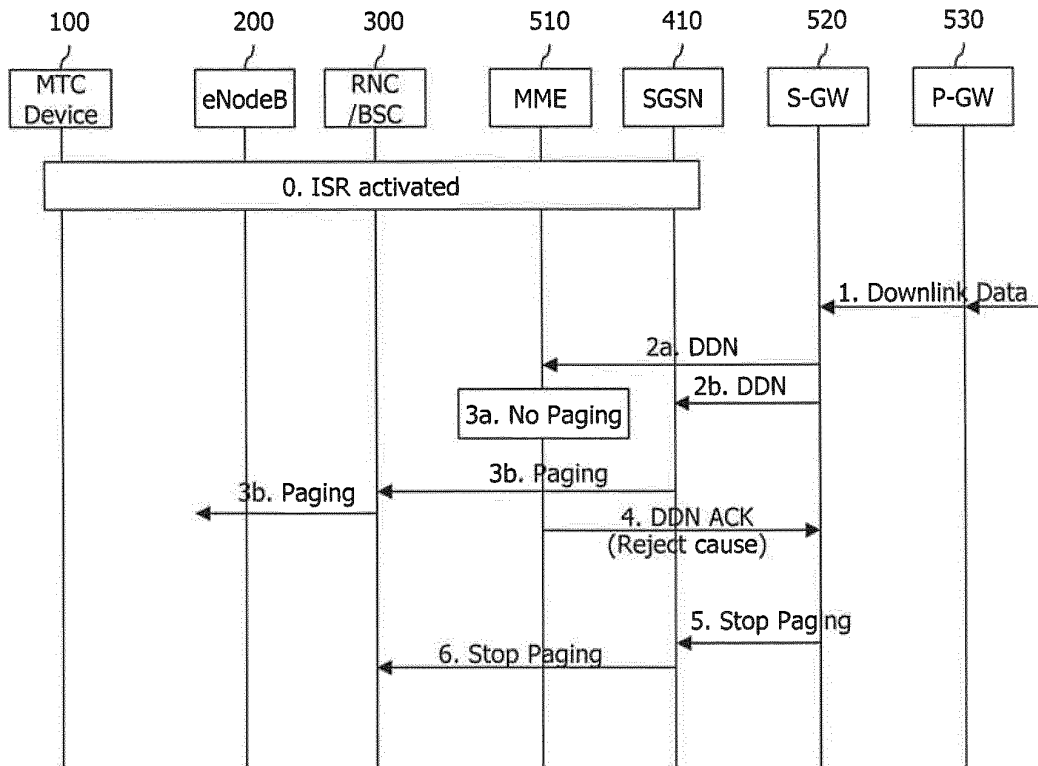 100 200 300 510 410 520 530
MTC
Device
eNodeB
RNC
/BSC
MME
SGSN
S-GW
P-GW
0. ISR activated
1. Downlink Data
2a. DDN
2b. DDN
3a. No Paging
3b. Paging
3b. Paging
4. DDN ACK
(Reject cause)
5. Stop Paging
6. Stop Paging